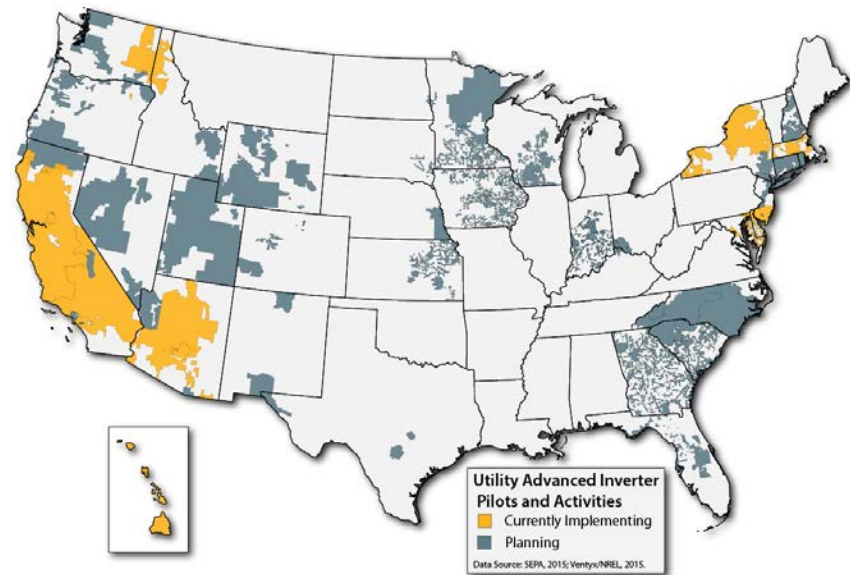 Utility Advanced Inverter
Pilots and Activities
Currently Implementing
Planning
Data Source: SEPA, 2015; Ventyx/NREL, 2015.